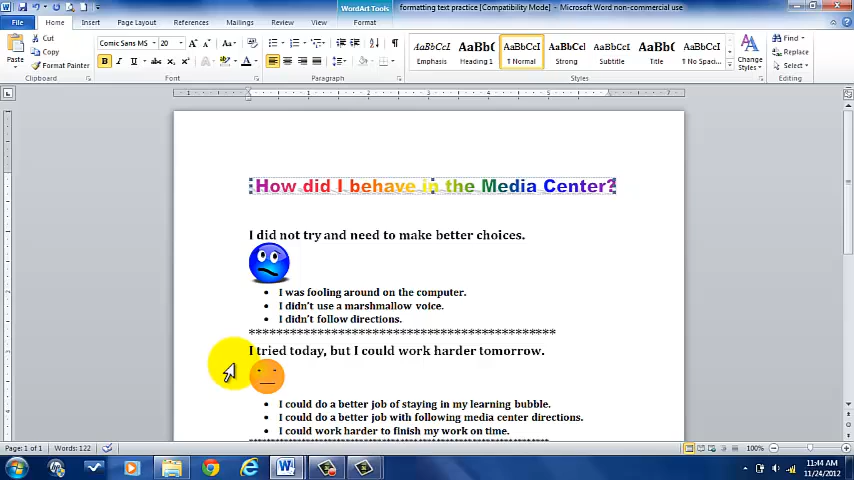 WordArt Tools
formatting text practice [Compatibility Mode] - Microsoft Word non-commercial use
File Home Insert Page Layout References Mailings Review View Format
Cut
Copy
Format Painter
Paste
Clipboard
Comic Sans MS 20
Font
Paragraph
AaBbCcI Emphasis
AaBbC Heading 1
AaBbCcI ¶ Normal
AaBbCc Strong
AaBbCcI Subtitle
AaBbC Title
AaBbCcI ¶ No Spaci...
Change Styles
Styles
Find
Replace
Select
Editing
How did I behave in the Media Center?
I did not try and need to make better choices.
• I was fooling around on the computer.
• I didn't use a marshmallow voice.
• I didn't follow directions.
********************************************
I tried today, but I could work harder tomorrow.
• I could do a better job of staying in my learning bubble.
• I could do a better job with following media center directions.
• I could work harder to finish my work on time.
Page: 1 of 1 Words: 122 100%
11:44 AM
11/24/2012